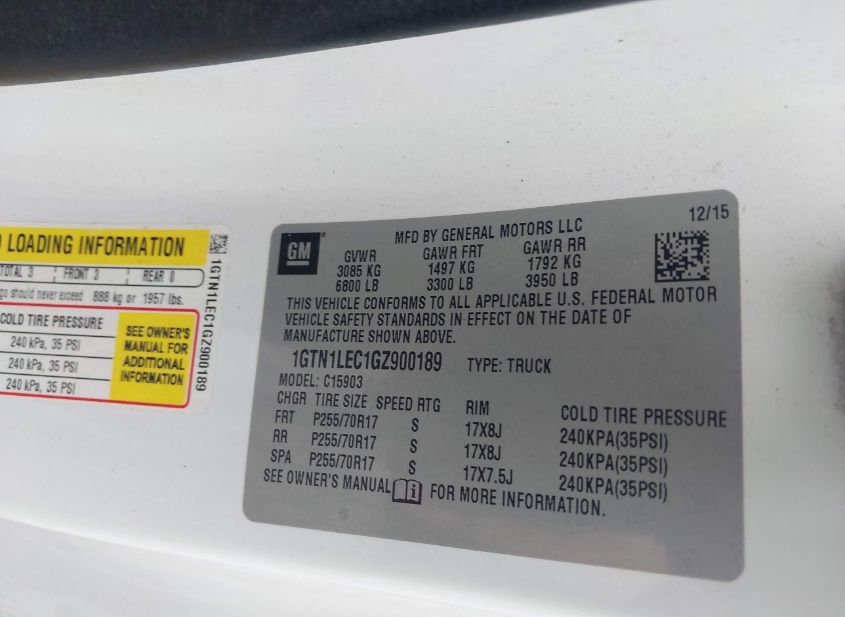 LOADING INFORMATION
TOTAL 3 FRONT 3 REAR 0
go should never exceed 888 kg or 1957 lbs.
COLD TIRE PRESSURE
240 kPa, 35 PSI
240 kPa, 35 PSI
240 kPa, 35 PSI
SEE OWNER'S
MANUAL FOR
ADDITIONAL
INFORMATION
1GTN1LEC1GZ900189
12/15
GM
MFD BY GENERAL MOTORS LLC
GVWR GAWR FRT GAWR RR
3085 KG 1497 KG 1792 KG
6800 LB 3300 LB 3950 LB
THIS VEHICLE CONFORMS TO ALL APPLICABLE U.S. FEDERAL MOTOR
VEHICLE SAFETY STANDARDS IN EFFECT ON THE DATE OF
MANUFACTURE SHOWN ABOVE.
1GTN1LEC1GZ900189 TYPE: TRUCK
MODEL: C15903
CHGR TIRE SIZE SPEED RTG RIM COLD TIRE PRESSURE
FRT P255/70R17 S 17X8J 240KPA(35PSI)
RR P255/70R17 S 17X8J 240KPA(35PSI)
SPA P255/70R17 S 17X7.5J 240KPA(35PSI)
SEE OWNER'S MANUAL FOR MORE INFORMATION.